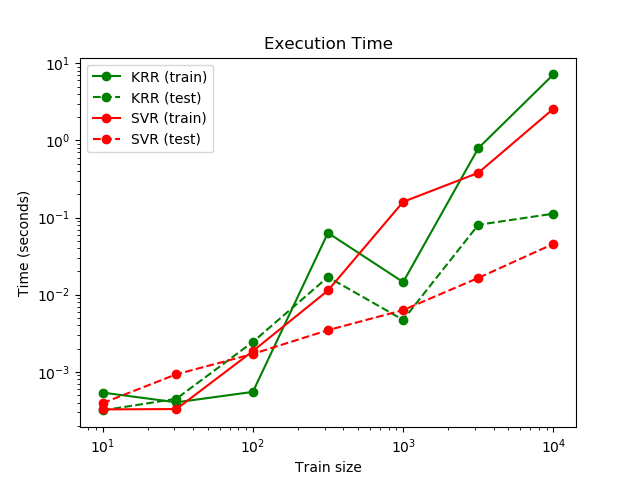 Execution Time
KRR (train)
KRR (test)
SVR (train)
SVR (test)
Time (seconds)
10¹
10⁰
10⁻¹
10⁻²
10⁻³
10¹
10²
10³
10⁴
Train size